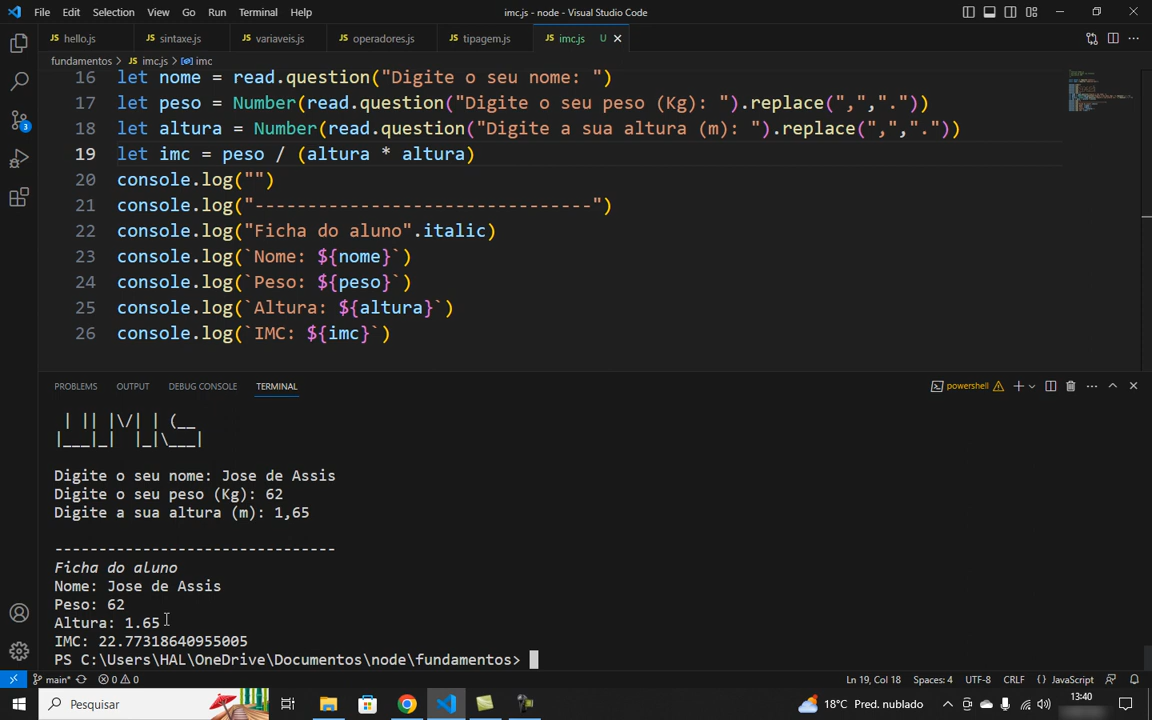 File Edit Selection View Go Run Terminal Help imc.js - node - Visual Studio Code
hello.js sintaxe.js variaveis.js operadores.js tipagem.js imc.js U
fundamentos > imc.js > imc
16 let nome = read.question("Digite o seu nome: ")
17 let peso = Number(read.question("Digite o seu peso (Kg): ").replace(",","."))
18 let altura = Number(read.question("Digite a sua altura (m): ").replace(",","."))
19 let imc = peso / (altura * altura)
20 console.log("")
21 console.log("--------------------------------")
22 console.log("Ficha do aluno".italic)
23 console.log(`Nome: ${nome}`)
24 console.log(`Peso: ${peso}`)
25 console.log(`Altura: ${altura}`)
26 console.log(`IMC: ${imc}`)
3
PROBLEMS OUTPUT DEBUG CONSOLE TERMINAL powershell
| || |\/| | (__
|___|_|  |_|\___|
Digite o seu nome: Jose de Assis
Digite o seu peso (Kg): 62
Digite a sua altura (m): 1,65
--------------------------------
Ficha do aluno
Nome: Jose de Assis
Peso: 62
Altura: 1.65
IMC: 22.77318640955005
PS C:\Users\HAL\OneDrive\Documentos\node\fundamentos>
main* 0 0 Ln 19, Col 18 Spaces: 4 UTF-8 CRLF {} JavaScript
Pesquisar 18°C Pred. nublado 13:40